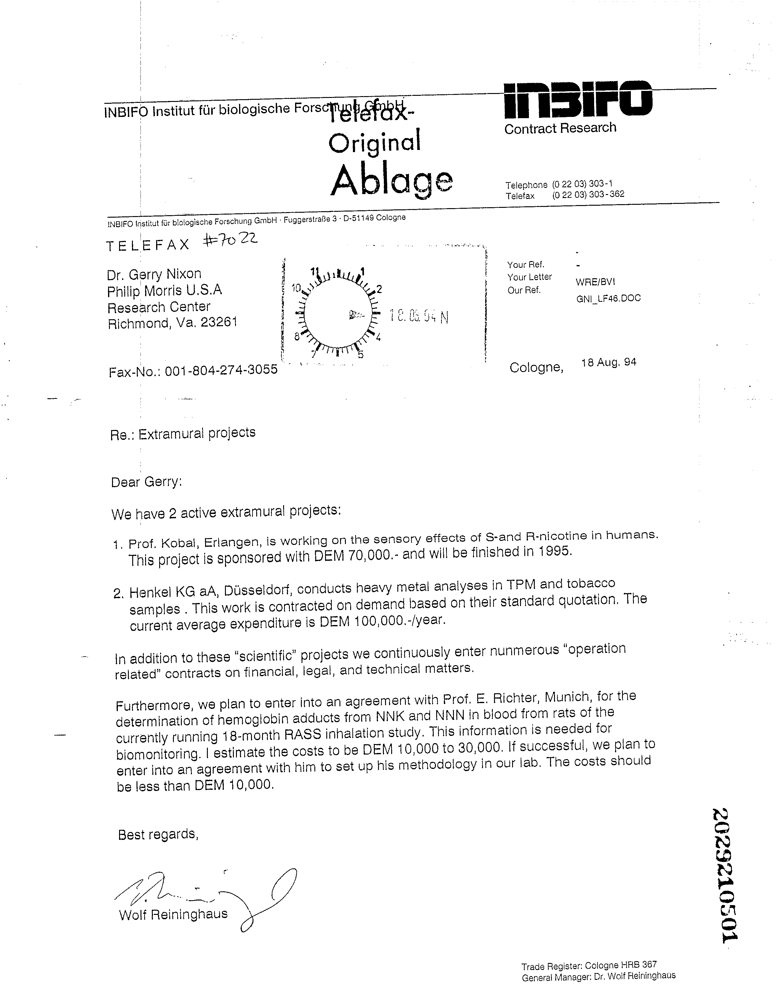 INBIFO Institut für biologische Forschung GmbH
Telefax-
Original
Ablage
INBIFO
Contract Research
Telephone (0 22 03) 303-1
Telefax (0 22 03) 303-362
INBIFO Institut für biologische Forschung GmbH · Fuggerstraße 3 · D-51149 Cologne
TELEFAX #7022
Dr. Gerry Nixon
Philip Morris U.S.A
Research Center
Richmond, Va. 23261
Fax-No.: 001-804-274-3055
11 1
10 2
8 4
7 5
18.08.94 N
Your Ref. -
Your Letter -
Our Ref. WRE/BVI
GNI_LF46.DOC
Cologne, 18 Aug. 94
Re.: Extramural projects
Dear Gerry:
We have 2 active extramural projects:
1. Prof. Kobal, Erlangen, is working on the sensory effects of S-and R-nicotine in humans.
This project is sponsored with DEM 70,000.- and will be finished in 1995.
2. Henkel KG aA, Düsseldorf, conducts heavy metal analyses in TPM and tobacco
samples . This work is contracted on demand based on their standard quotation. The
current average expenditure is DEM 100,000.-/year.
In addition to these "scientific" projects we continuously enter nunmerous "operation
related" contracts on financial, legal, and technical matters.
Furthermore, we plan to enter into an agreement with Prof. E. Richter, Munich, for the
determination of hemoglobin adducts from NNK and NNN in blood from rats of the
currently running 18-month RASS inhalation study. This information is needed for
biomonitoring. I estimate the costs to be DEM 10,000 to 30,000. If successful, we plan to
enter into an agreement with him to set up his methodology in our lab. The costs should
be less than DEM 10,000.
Best regards,
Wolf Reininghaus
2029210501
Trade Register: Cologne HRB 367
General Manager: Dr. Wolf Reininghaus